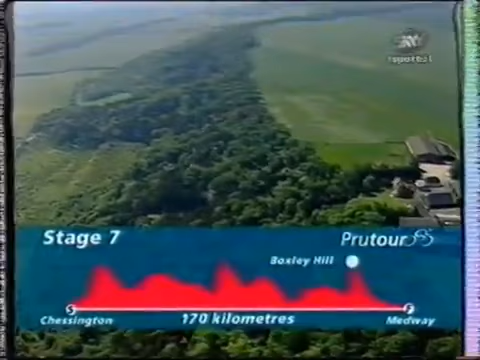 Stage 7
Prutour
Boxley Hill
S
F
170 kilometres
Chessington
Medway